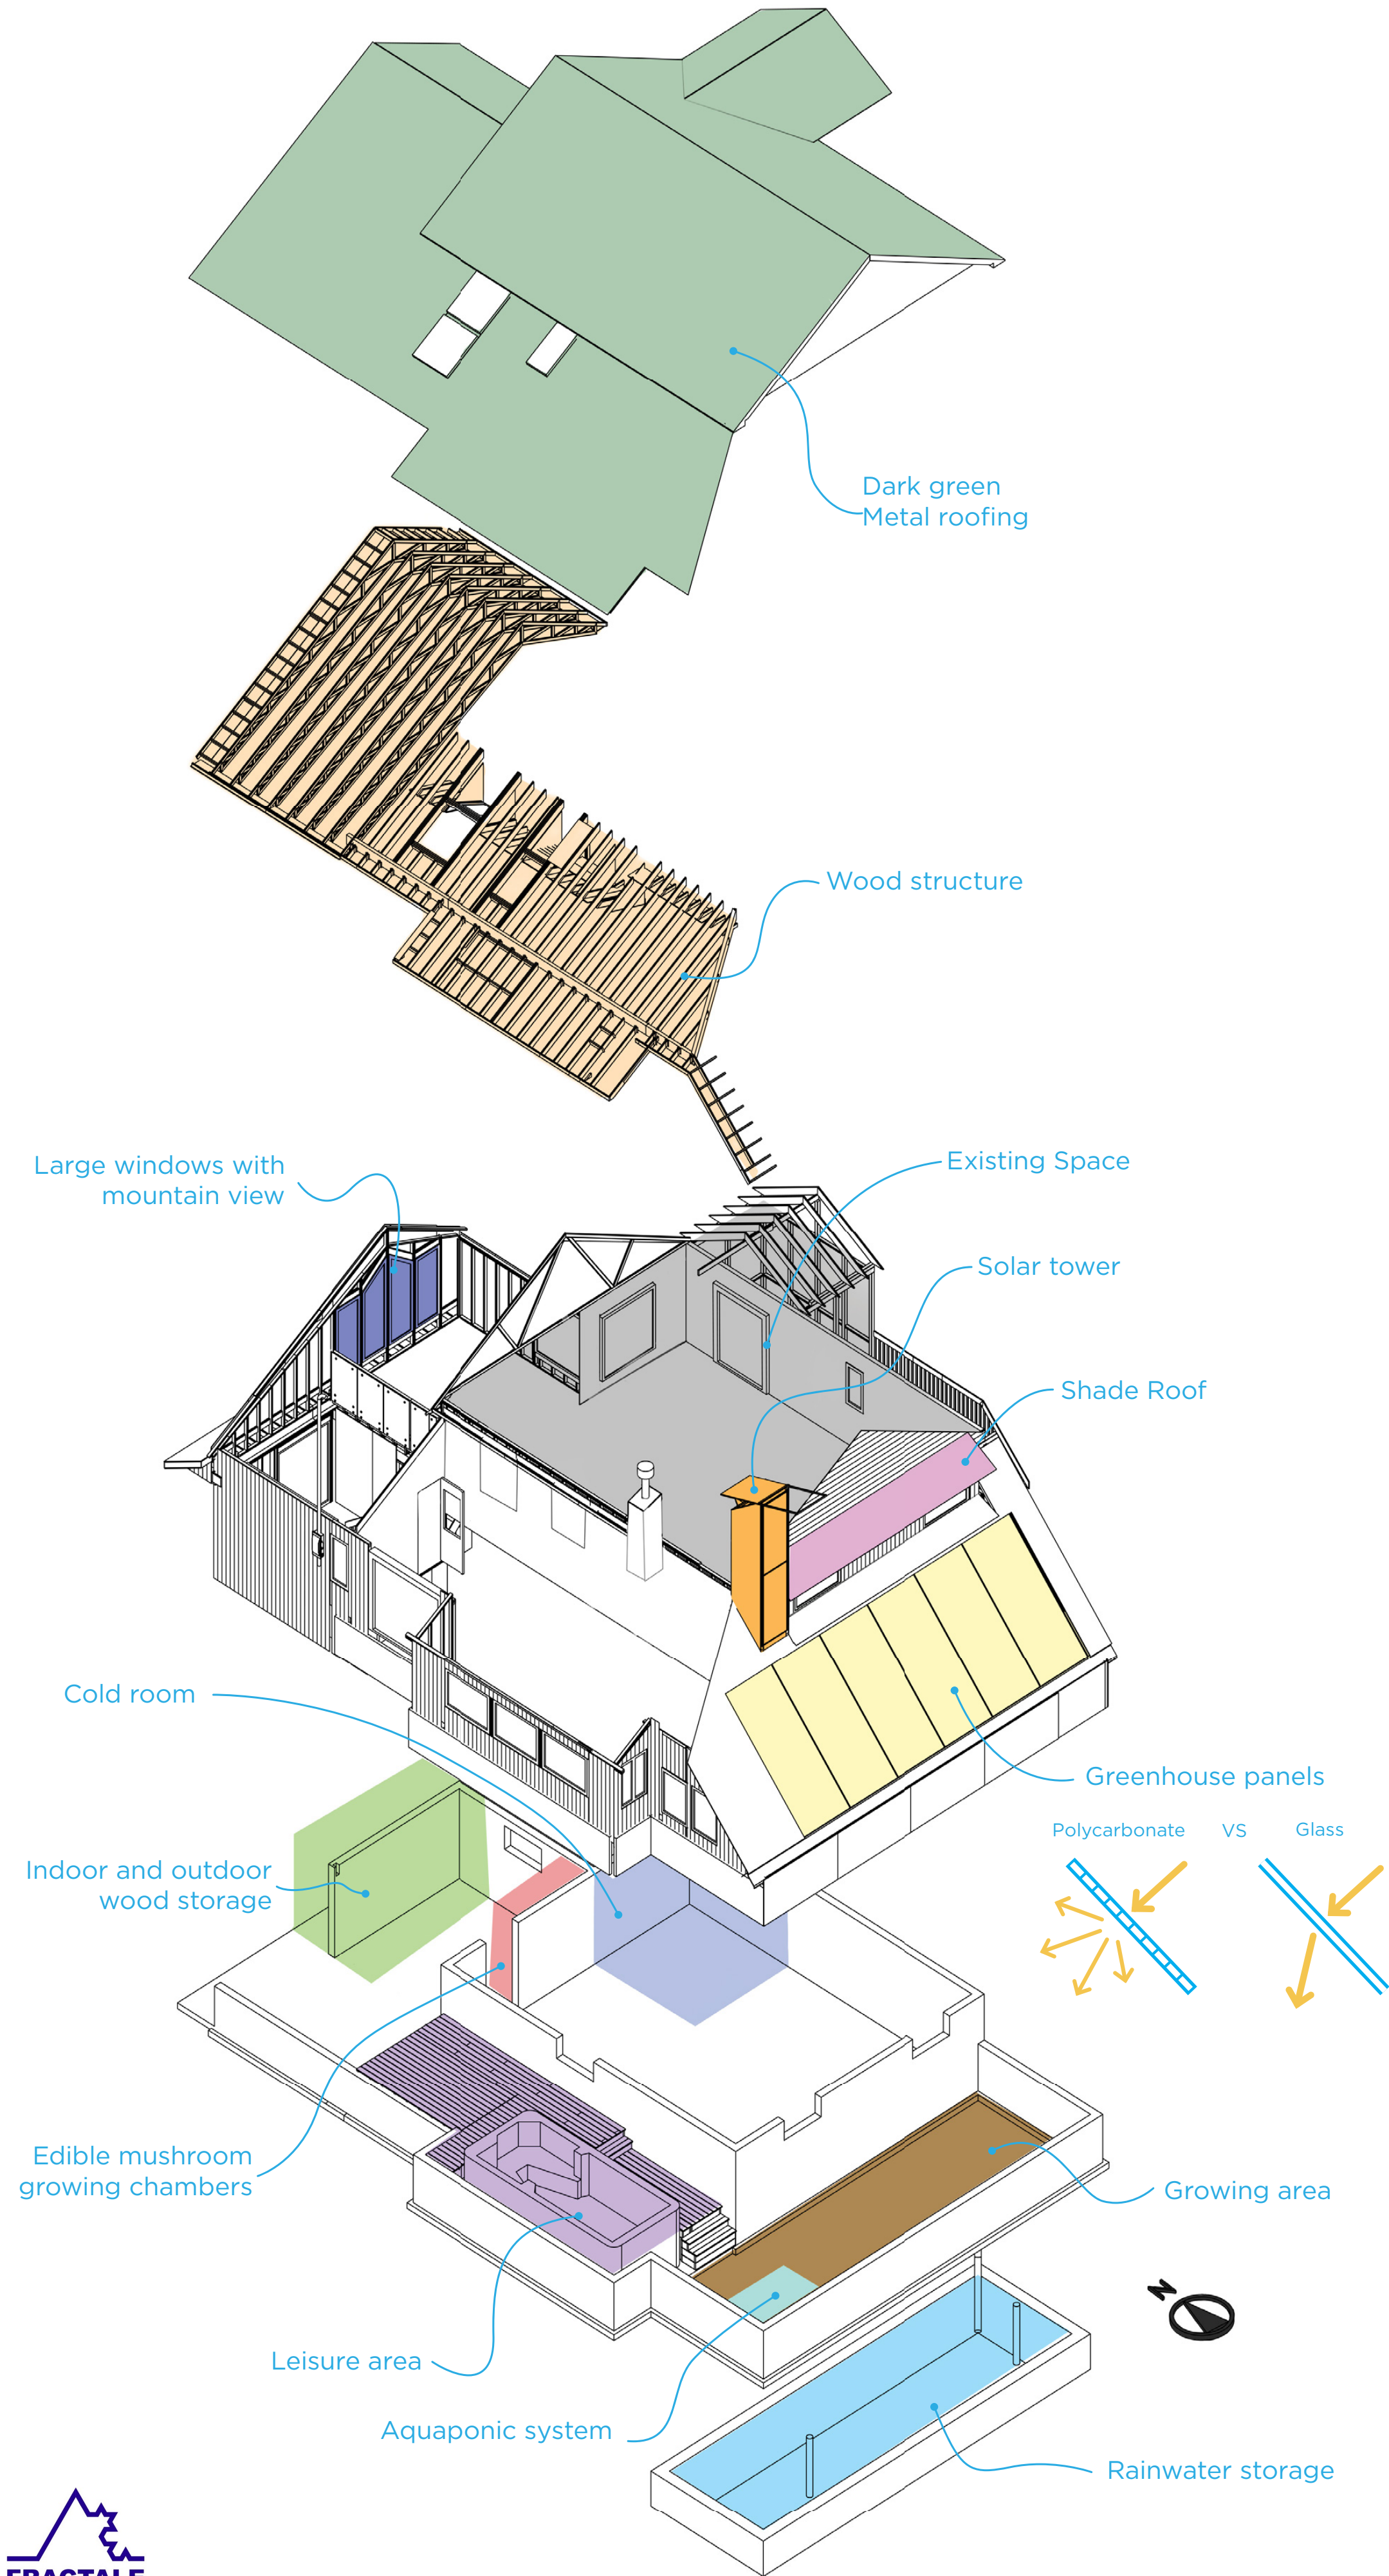 Dark green
Metal roofing
Wood structure
Large windows with
mountain view
Existing Space
Solar tower
Shade Roof
Cold room
Greenhouse panels
Polycarbonate VS Glass
Indoor and outdoor
wood storage
Edible mushroom
growing chambers
Growing area
N
Leisure area
Aquaponic system
Rainwater storage
FRACTALE